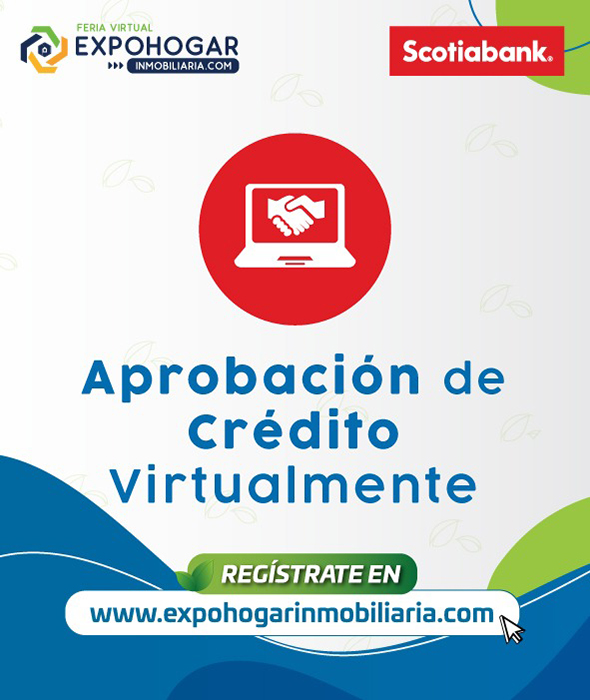 FERIA VIRTUAL
EXPOHOGAR
INMOBILIARIA.COM
Scotiabank®
Aprobación de
Crédito
Virtualmente
REGÍSTRATE EN
www.expohogarinmobiliaria.com